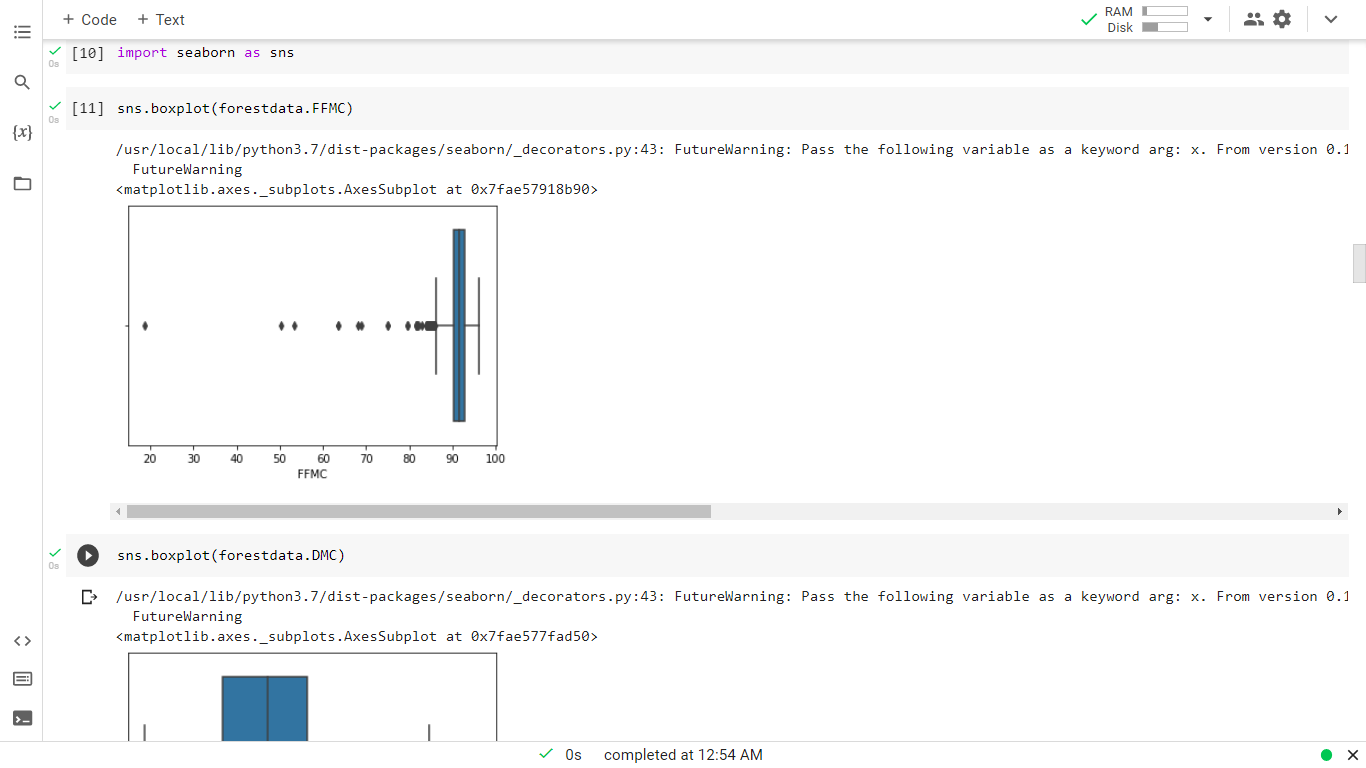 + Code + Text
RAM
Disk
[10] import seaborn as sns
0s
[11] sns.boxplot(forestdata.FFMC)
0s
{x}
/usr/local/lib/python3.7/dist-packages/seaborn/_decorators.py:43: FutureWarning: Pass the following variable as a keyword arg: x. From version 0.1
FutureWarning
<matplotlib.axes._subplots.AxesSubplot at 0x7fae57918b90>
20 30 40 50 60 70 80 90 100
FFMC
sns.boxplot(forestdata.DMC)
0s
/usr/local/lib/python3.7/dist-packages/seaborn/_decorators.py:43: FutureWarning: Pass the following variable as a keyword arg: x. From version 0.1
FutureWarning
<matplotlib.axes._subplots.AxesSubplot at 0x7fae577fad50>
0s completed at 12:54 AM